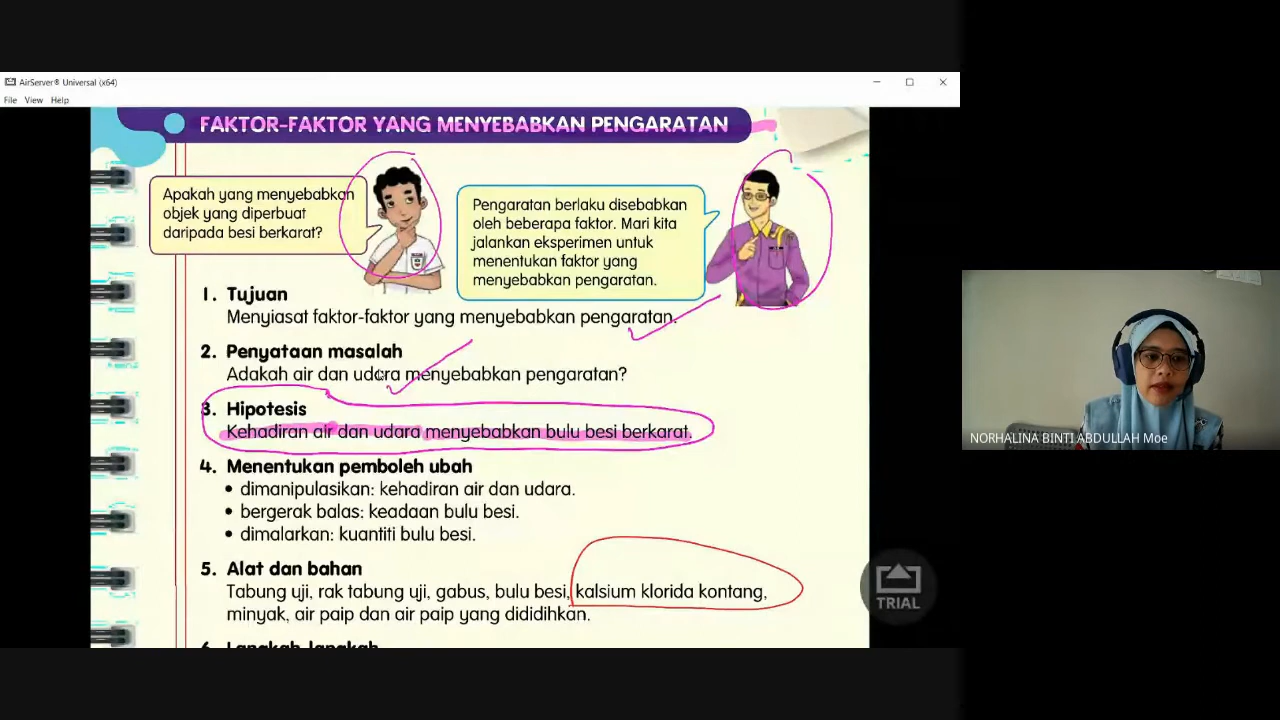 AirServer® Universal (x64)
File View Help
FAKTOR-FAKTOR YANG MENYEBABKAN PENGARATAN
Apakah yang menyebabkan
objek yang diperbuat
daripada besi berkarat?
Pengaratan berlaku disebabkan
oleh beberapa faktor. Mari kita
jalankan eksperimen untuk
menentukan faktor yang
menyebabkan pengaratan.
1. Tujuan
Menyiasat faktor-faktor yang menyebabkan pengaratan.
2. Penyataan masalah
Adakah air dan udara menyebabkan pengaratan?
3. Hipotesis
Kehadiran air dan udara menyebabkan bulu besi berkarat.
4. Menentukan pemboleh ubah
• dimanipulasikan: kehadiran air dan udara.
• bergerak balas: keadaan bulu besi.
• dimalarkan: kuantiti bulu besi.
5. Alat dan bahan
Tabung uji, rak tabung uji, gabus, bulu besi, kalsium klorida kontang,
minyak, air paip dan air paip yang dididihkan.
TRIAL
NORHALINA BINTI ABDULLAH Moe